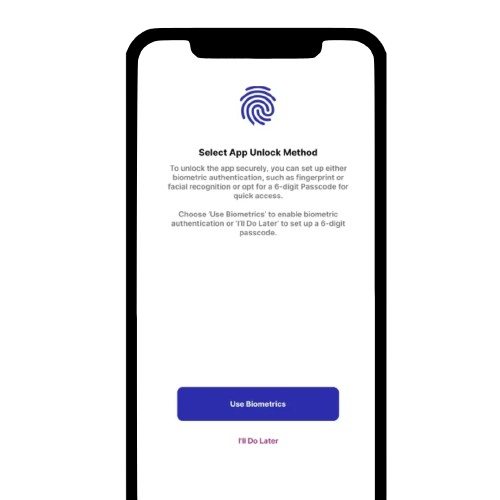 Select App Unlock Method
To unlock the app securely, you can set up either
biometric authentication, such as fingerprint or
facial recognition or opt for a 6-digit Passcode for
quick access.
Choose 'Use Biometrics' to enable biometric
authentication or 'I'll Do Later' to set up a 6-digit
passcode.
Use Biometrics
I'll Do Later